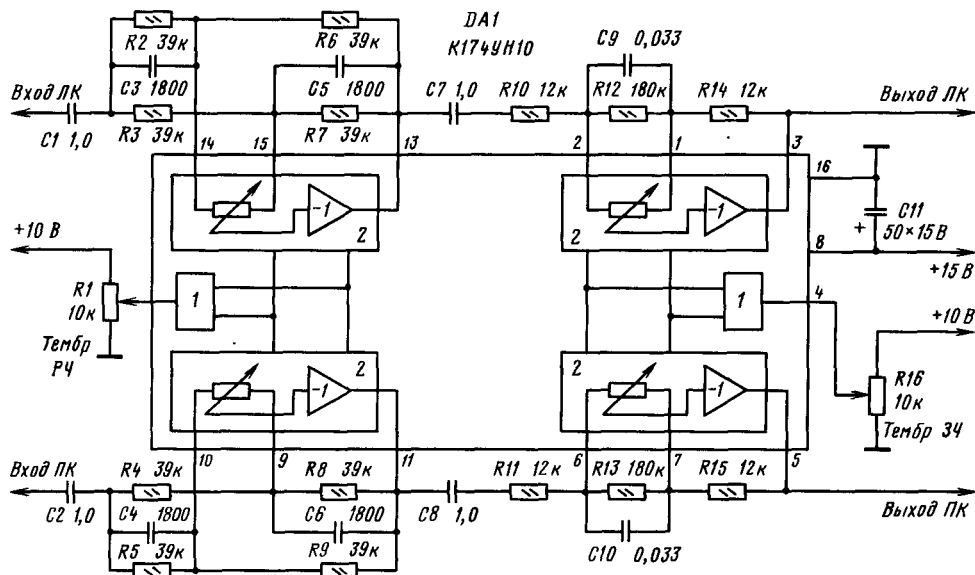 R2 39к
R6 39к
DA1
К174УН10
C9 0,033
C3 1800
C5 1800
Вход ЛК
C7 1,0
R10 12к
R12 180к
R14 12к
Выход ЛК
C1 1,0
R3 39к
R7 39к
14
15
13
2
1
3
16
-1
-1
C11
50×15В
+
2
2
8
+15 В
+10 В
R1
10к
1
1
4
+10 В
Тембр
РЧ
2
2
-1
-1
R16
10к
Тембр ЗЧ
10
9
11
6
7
5
Вход ПК
R4 39к
R8 39к
R11 12к
R13 180к
R15 12к
C2 1,0
C4 1800
C6 1800
C8 1,0
Выход ПК
R5 39к
R9 39к
C10 0,033